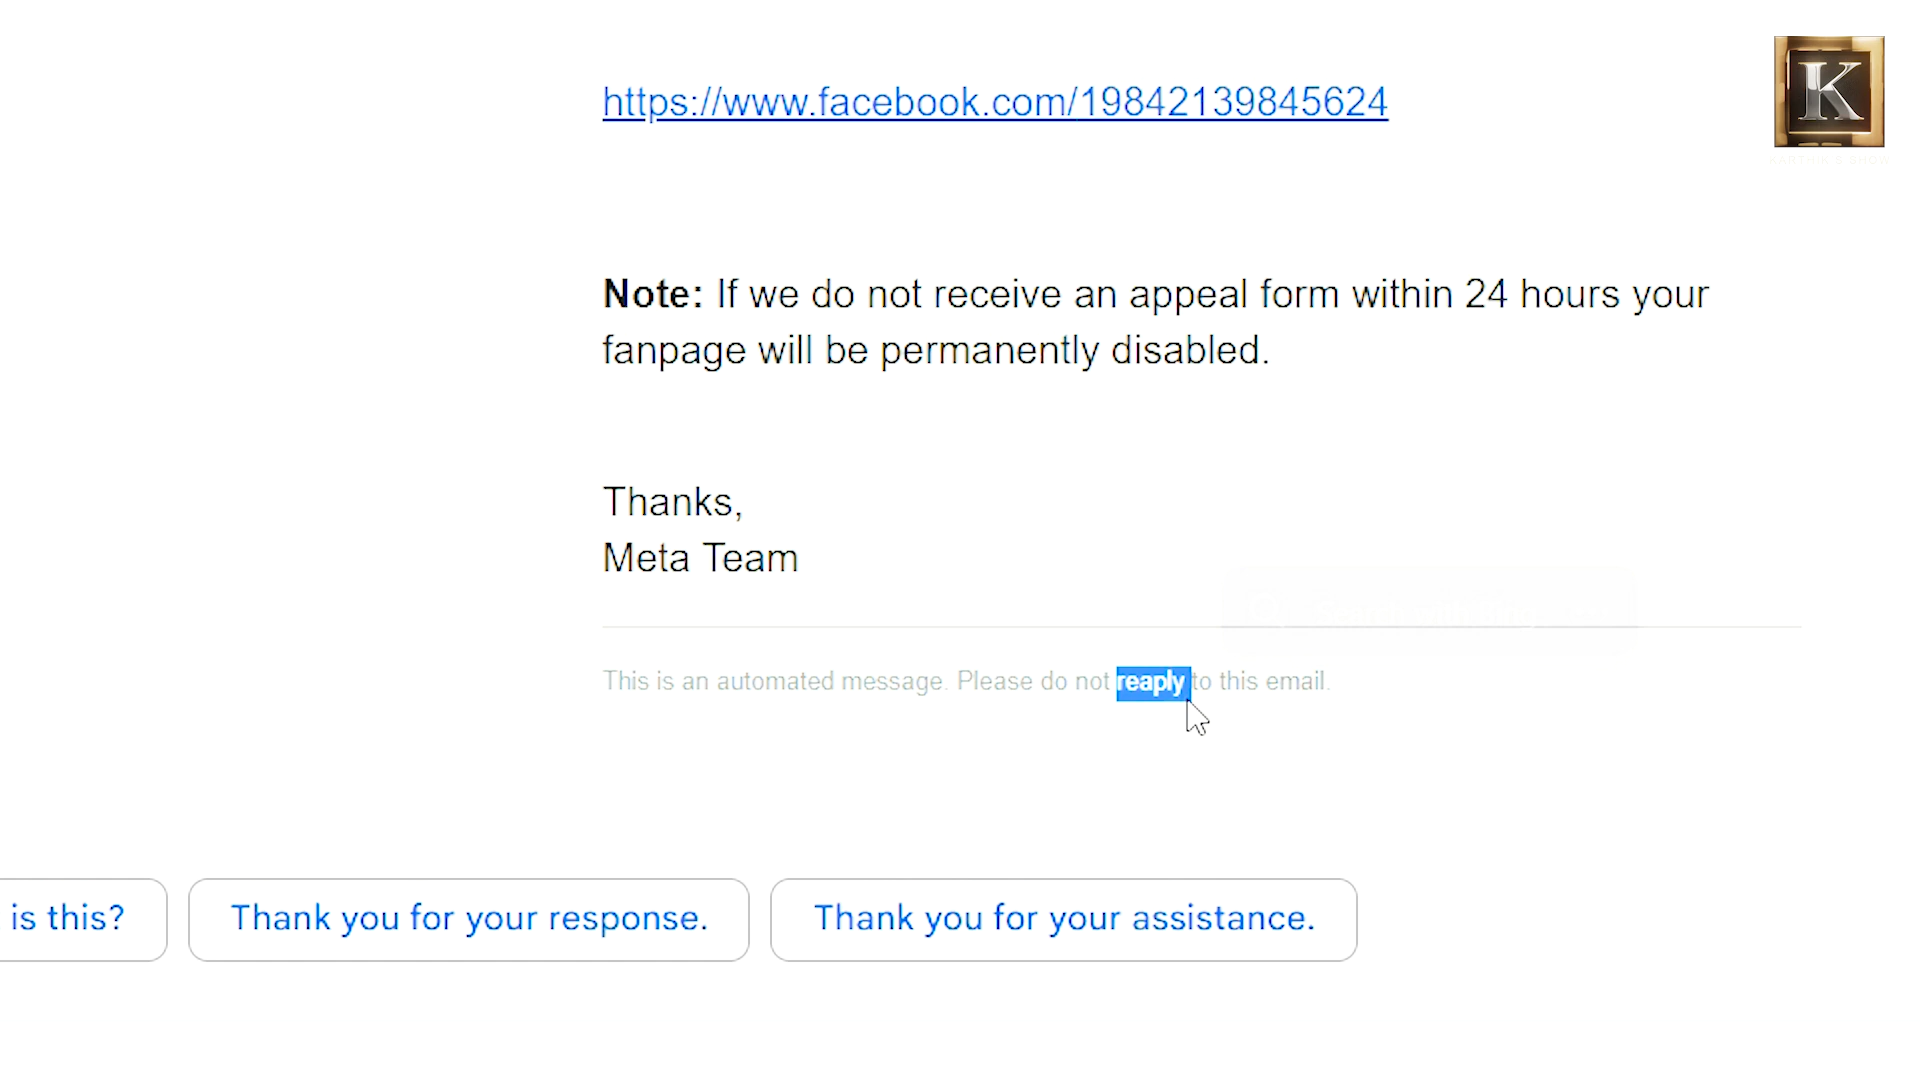 K
https://www.facebook.com/19842139845624
Note: If we do not receive an appeal form within 24 hours your
fanpage will be permanently disabled.
Thanks,
Meta Team
This is an automated message. Please do not reaply to this email.
is this?
Thank you for your response.
Thank you for your assistance.